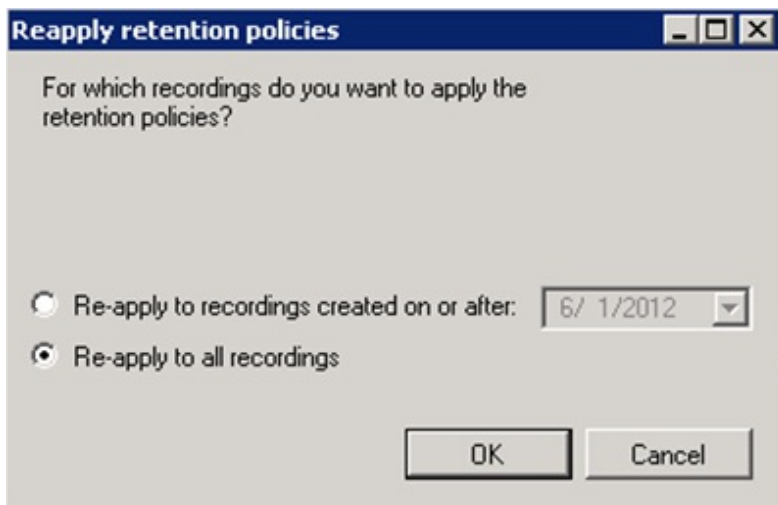 Reapply retention policies
For which recordings do you want to apply the
retention policies?
Re-apply to recordings created on or after: 6/ 1/2012
Re-apply to all recordings
OK Cancel